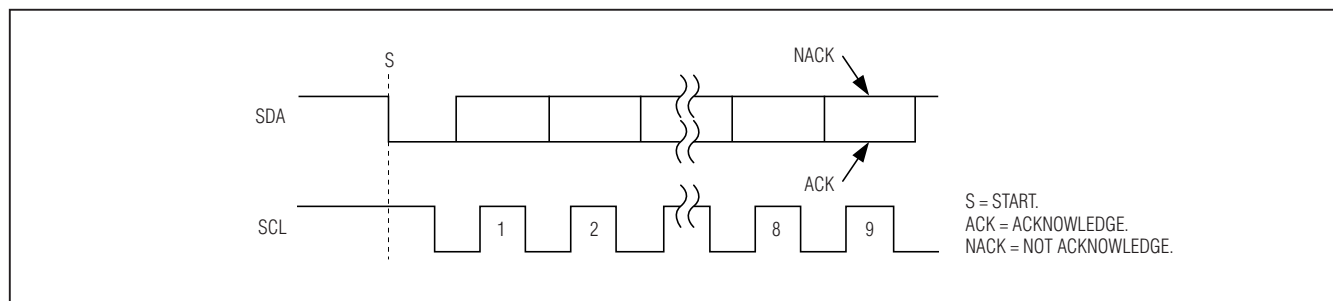 S
NACK
SDA
ACK
SCL
1
2
8
9
S = START.
ACK = ACKNOWLEDGE.
NACK = NOT ACKNOWLEDGE.